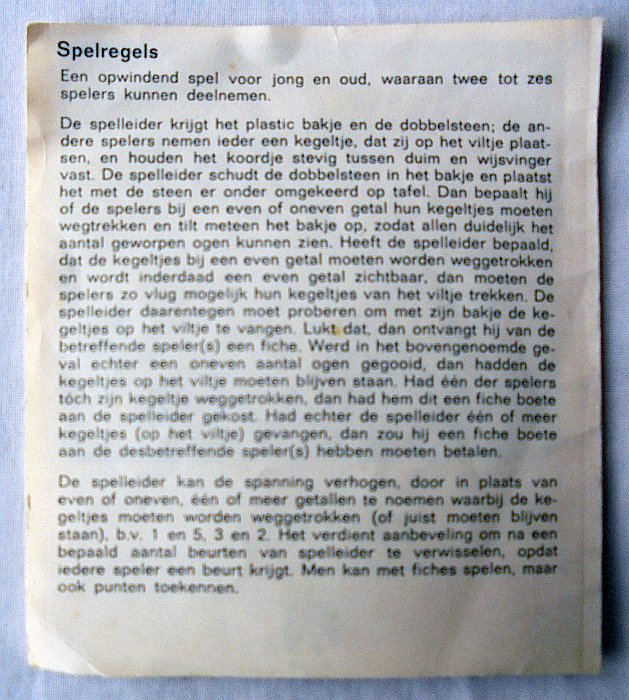 Spelregels
Een opwindend spel voor jong en oud, waaraan twee tot zes
spelers kunnen deelnemen.
De spelleider krijgt het plastic bakje en de dobbelsteen; de an-
dere spelers nemen ieder een kegeltje, dat zij op het viltje plaat-
sen, en houden het koordje stevig tussen duim en wijsvinger
vast. De spelleider schudt de dobbelsteen in het bakje en plaatst
het met de steen er onder omgekeerd op tafel. Dan bepaalt hij
of de spelers bij een even of oneven getal hun kegeltjes moeten
wegtrekken en tilt meteen het bakje op, zodat allen duidelijk het
aantal geworpen ogen kunnen zien. Heeft de spelleider bepaald,
dat de kegeltjes bij een even getal moeten worden weggetrokken
en wordt inderdaad een even getal zichtbaar, dan moeten de
spelers zo vlug mogelijk hun kegeltjes van het viltje trekken. De
spelleider daarentegen moet proberen om met zijn bakje de ke-
geltjes op het viltje te vangen. Lukt dat, dan ontvangt hij van de
betreffende speler(s) een fiche. Werd in het bovengenoemde ge-
val echter een oneven aantal ogen gegooid, dan hadden de
kegeltjes op het viltje moeten blijven staan. Had één der spelers
tóch zijn kegeltje weggetrokken, dan had hem dit een fiche boete
aan de spelleider gekost. Had echter de spelleider één of meer
kegeltjes (op het viltje) gevangen, dan zou hij een fiche boete
aan de desbetreffende speler(s) hebben moeten betalen.
De spelleider kan de spanning verhogen, door in plaats van
even of oneven, één of meer getallen te noemen waarbij de ke-
geltjes moeten worden weggetrokken (of juist moeten blijven
staan), b.v. 1 en 5, 3 en 2. Het verdient aanbeveling om na een
bepaald aantal beurten van spelleider te verwisselen, opdat
iedere speler een beurt krijgt. Men kan met fiches spelen, maar
ook punten toekennen.